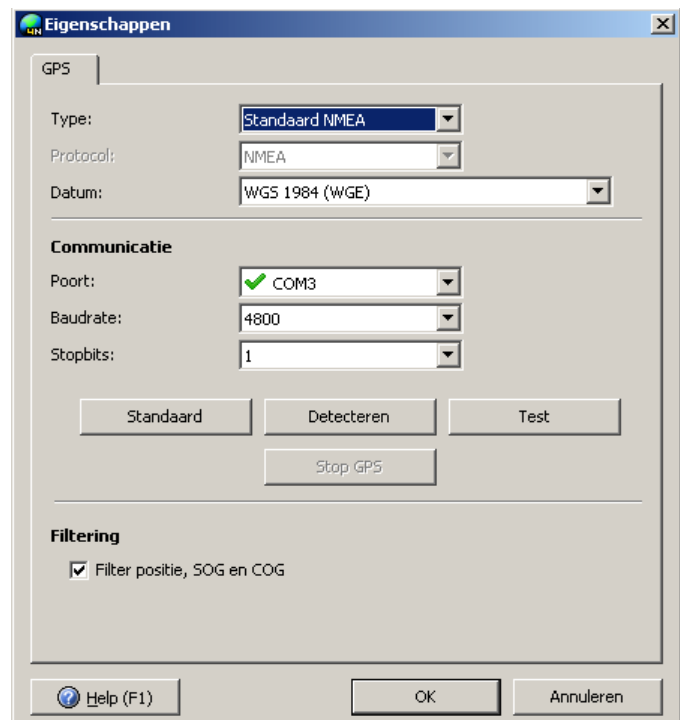 4N Eigenschappen
GPS
Type: Standaard NMEA
Protocol: NMEA
Datum: WGS 1984 (WGE)
Communicatie
Poort: COM3
Baudrate: 4800
Stopbits: 1
Standaard Detecteren Test
Stop GPS
Filtering
Filter positie, SOG en COG
Help (F1) OK Annuleren